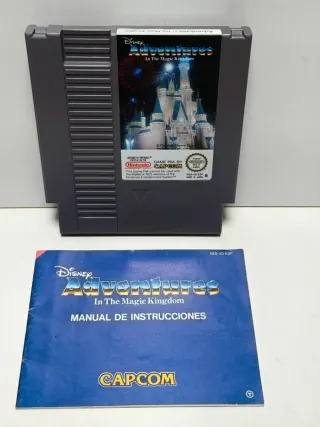 Disney
Adventures
In The Magic Kingdom
Nintendo
GAME PAK BY
CAPCOM
Disney
Adventures
In The Magic Kingdom
MANUAL DE INSTRUCCIONES
CAPCOM